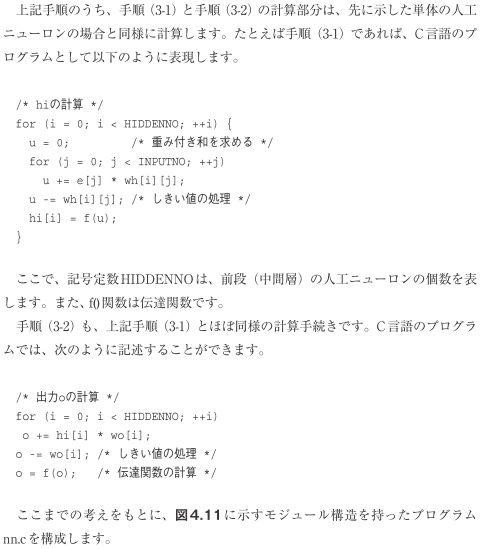 上記手順のうち、手順（3-1）と手順（3-2）の計算部分は、先に示した単体の人工
ニューロンの場合と同様に計算します。たとえば手順（3-1）であれば、C言語のプ
ログラムとして以下のように表現します。
/* hiの計算 */
for (i = 0; i < HIDDENNO; ++i) {
  u = 0;         /* 重み付き和を求める */
  for (j = 0; j < INPUTNO; ++j)
    u += e[j] * wh[i][j];
  u -= wh[i][j]; /* しきい値の処理 */
  hi[i] = f(u);
}
ここで、記号定数HIDDENNOは、前段（中間層）の人工ニューロンの個数を表
します。また、f()関数は伝達関数です。
手順（3-2）も、上記手順（3-1）とほぼ同様の計算手続きです。C言語のプログラ
ムでは、次のように記述することができます。
/* 出力oの計算 */
for (i = 0; i < HIDDENNO; ++i)
 o += hi[i] * wo[i];
o -= wo[i]; /* しきい値の処理 */
o = f(o);   /* 伝達関数の計算 */
ここまでの考えをもとに、図4.11に示すモジュール構造を持ったプログラム
nn.cを構成します。